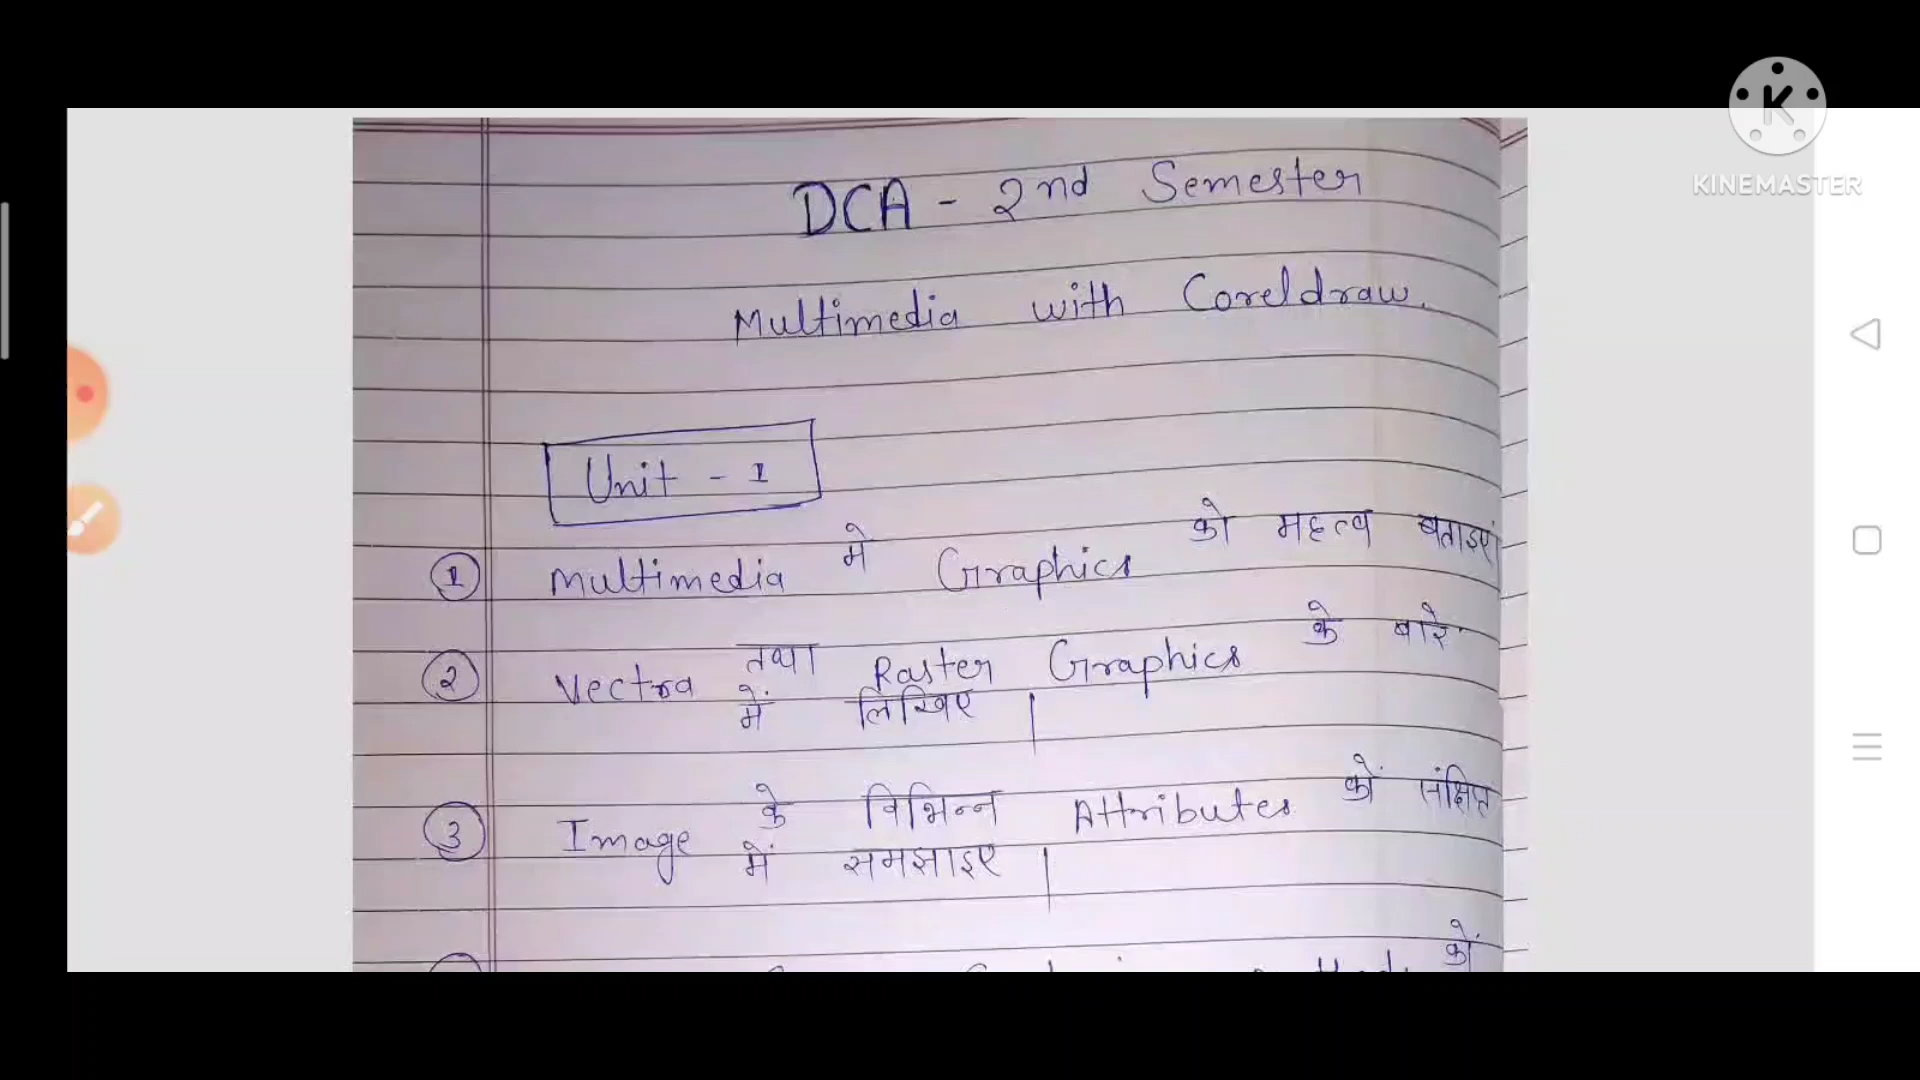 KINEMASTER
DCA - 2nd Semester
Multimedia with Coreldraw.
Unit - 1
1 Multimedia मे Graphics को महत्व बताइए
2 Vectra तथा Raster Graphics के बारे
में लिखिए |
3 Image के विभिन्न Attributes को संक्षिप्त
में समझाइए |
कों